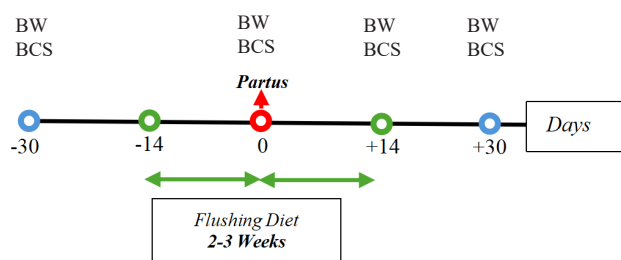 BW BW BW BW
BCS BCS BCS BCS
Partus
Days
-30 -14 0 +14 +30
Flushing Diet
2-3 Weeks